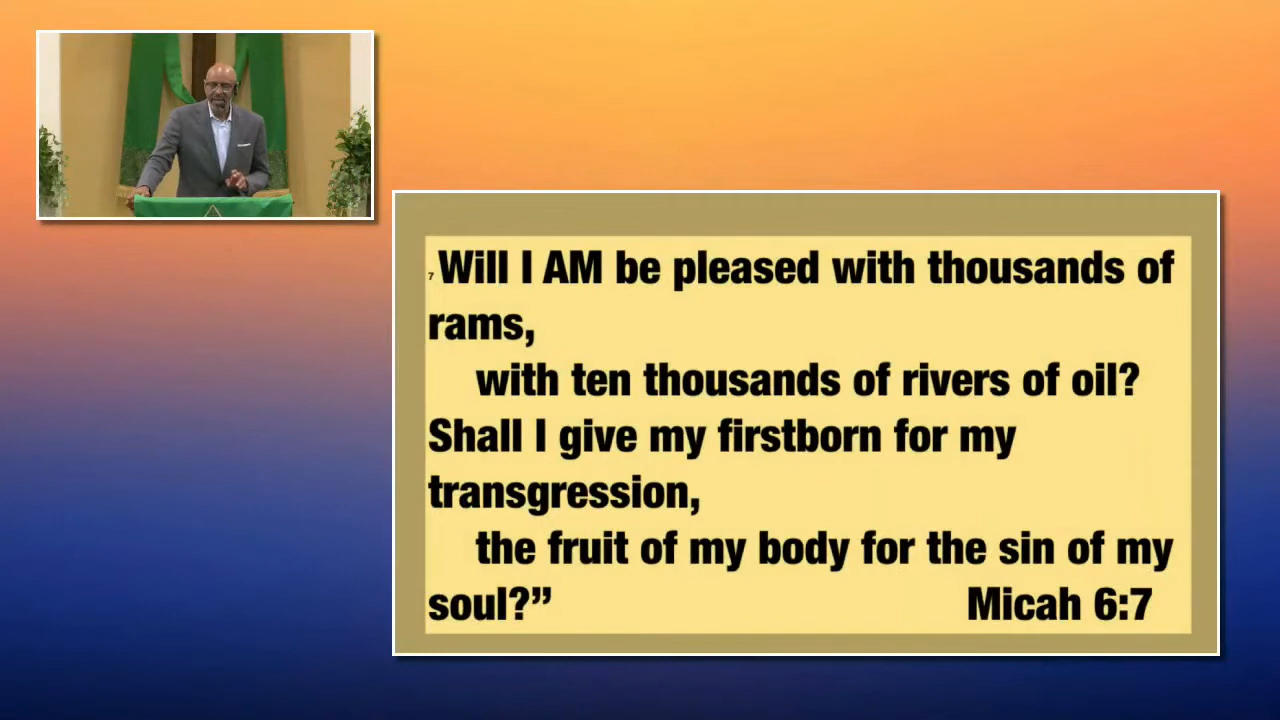 7 Will I AM be pleased with thousands of
rams,
with ten thousands of rivers of oil?
Shall I give my firstborn for my
transgression,
the fruit of my body for the sin of my
soul?” Micah 6:7